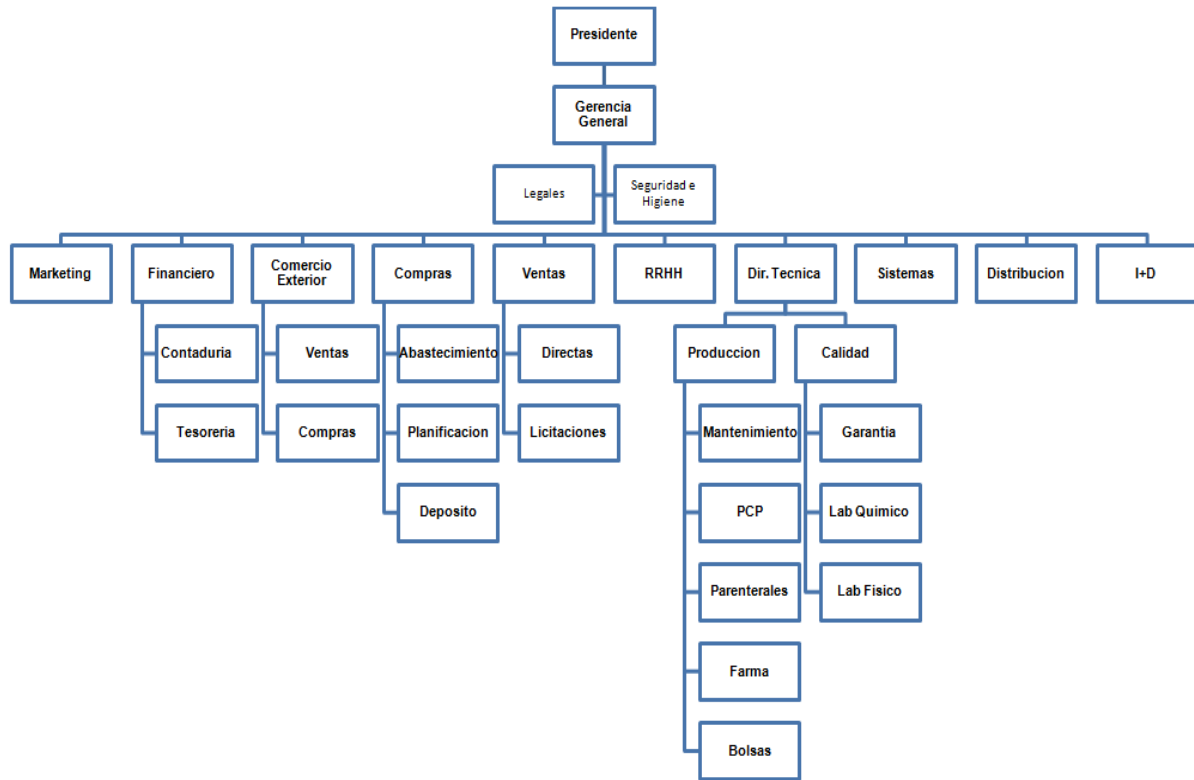 Presidente
Gerencia
General
Legales
Seguridad e
Higiene
Marketing
Financiero
Comercio
Exterior
Compras
Ventas
RRHH
Dir. Tecnica
Sistemas
Distribucion
I+D
Contaduria
Ventas
Abastecimiento
Directas
Produccion
Calidad
Tesoreria
Compras
Planificacion
Licitaciones
Mantenimiento
Garantia
Deposito
PCP
Lab Quimico
Parenterales
Lab Fisico
Farma
Bolsas